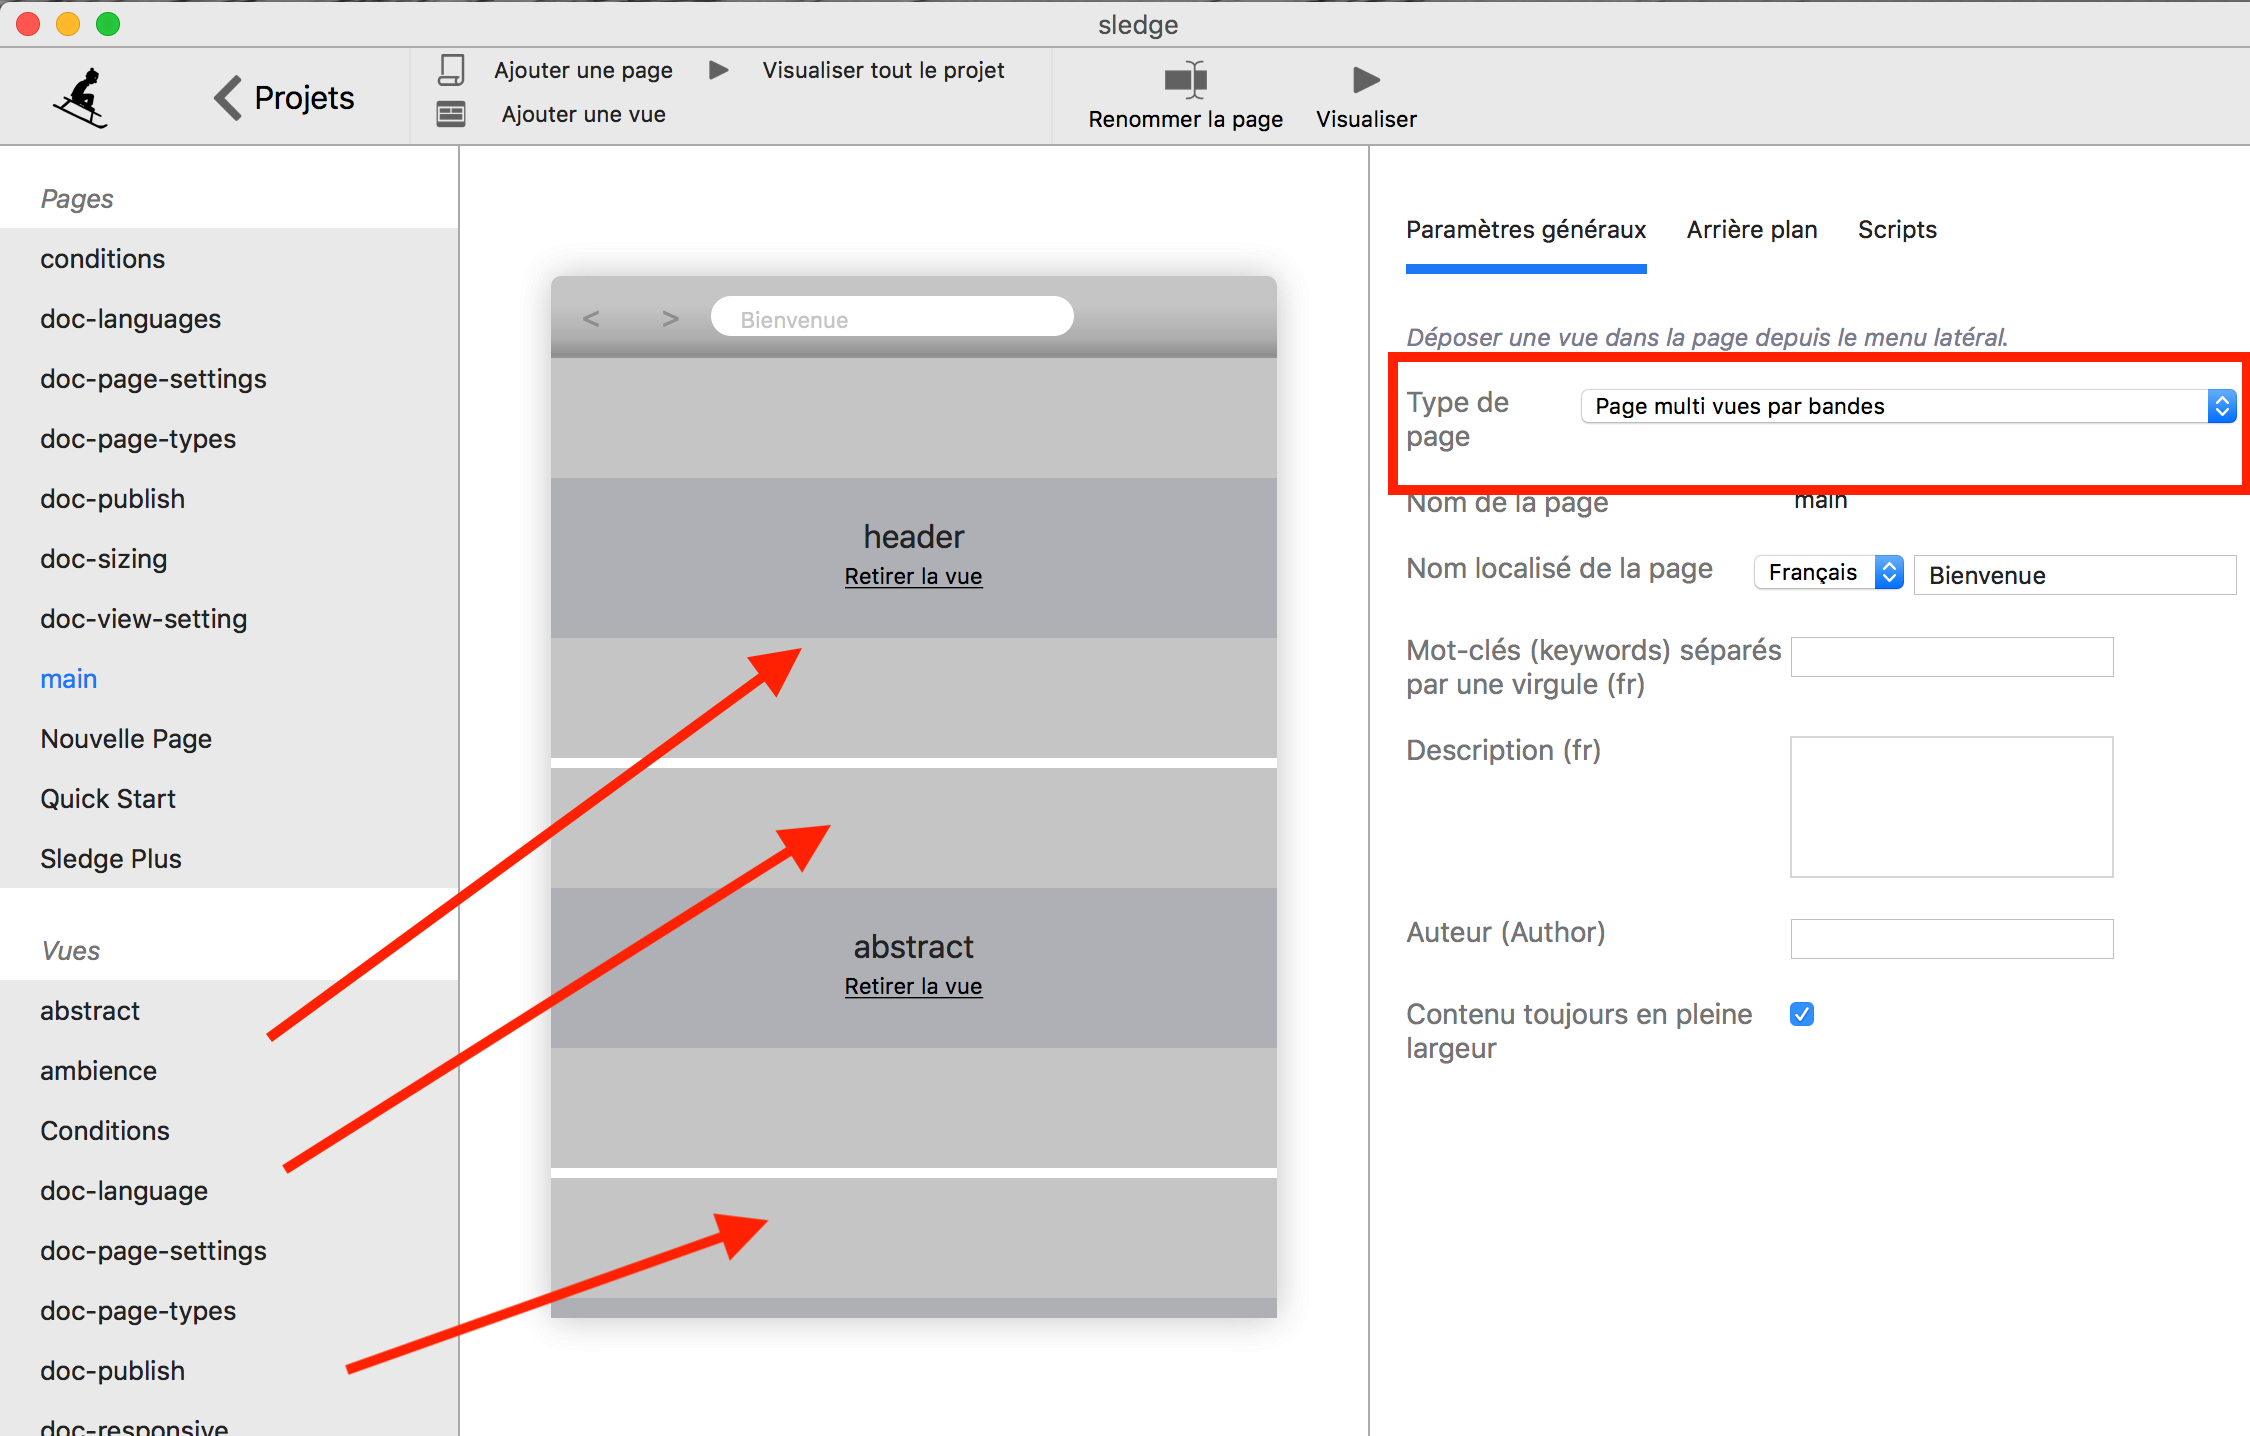 sledge
Projets
Ajouter une page
Visualiser tout le projet
Ajouter une vue
Renommer la page
Visualiser
Pages
conditions
doc-languages
doc-page-settings
doc-page-types
doc-publish
doc-sizing
doc-view-setting
main
Nouvelle Page
Quick Start
Sledge Plus
Vues
abstract
ambience
Conditions
doc-language
doc-page-settings
doc-page-types
doc-publish
doc-responsive
< > Bienvenue
header
Retirer la vue
abstract
Retirer la vue
Paramètres généraux
Arrière plan
Scripts
Déposer une vue dans la page depuis le menu latéral.
Type de
page
Page multi vues par bandes
Nom de la page
main
Nom localisé de la page
Français
Bienvenue
Mot-clés (keywords) séparés
par une virgule (fr)
Description (fr)
Auteur (Author)
Contenu toujours en pleine
largeur